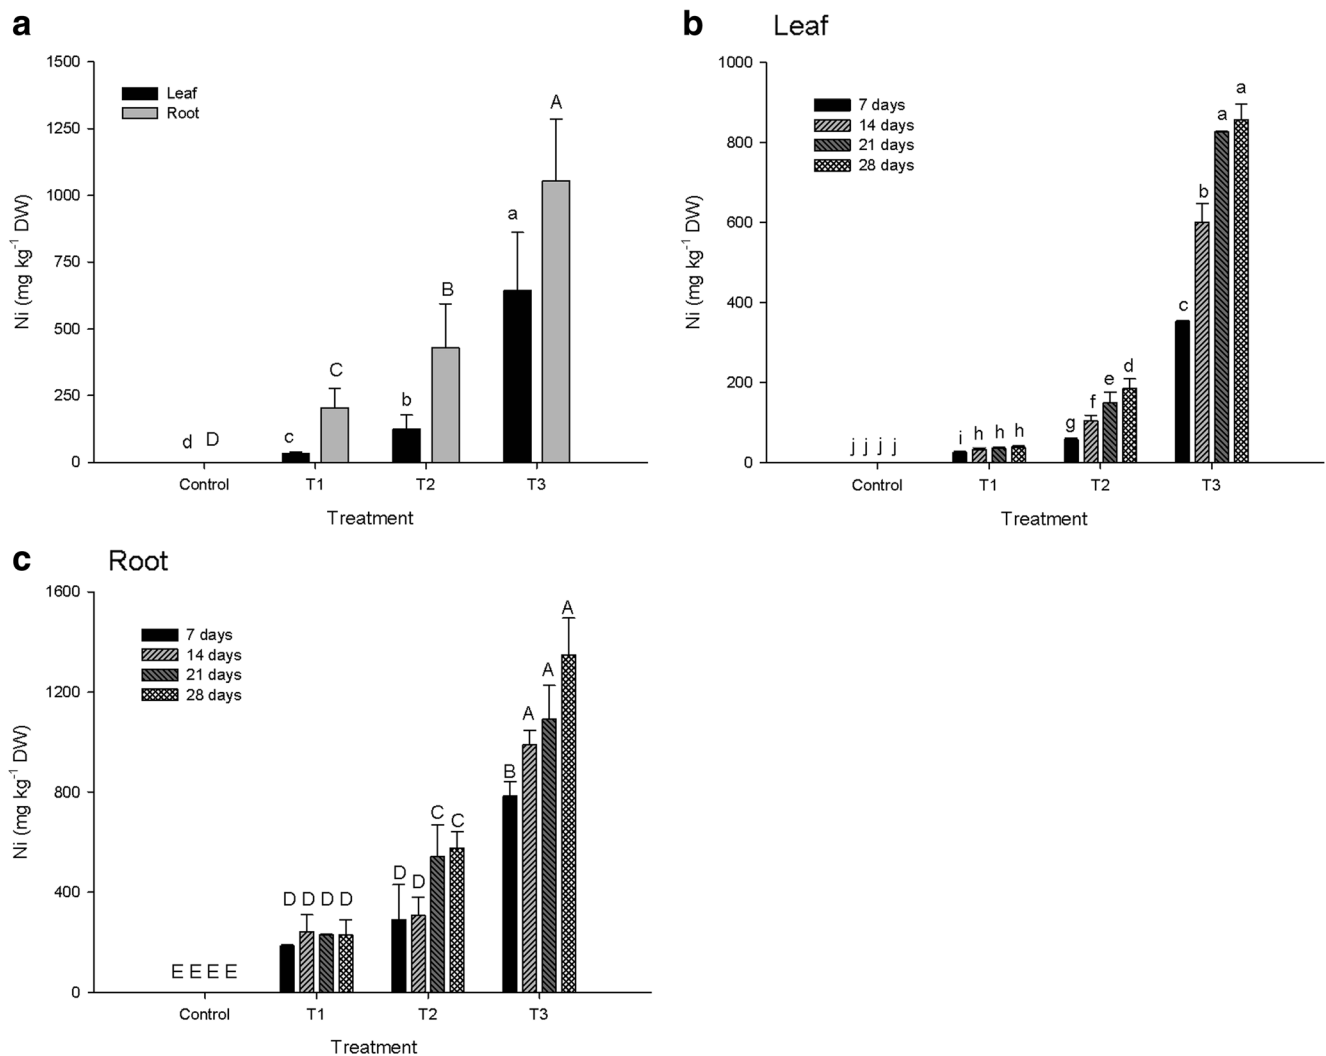 a
1500
1250
1000
750
500
250
0
Ni (mg kg-1 DW)
Leaf
Root
d D
c C
b B
a A
Control T1 T2 T3
Treatment
b Leaf
1000
800
600
400
200
0
Ni (mg kg-1 DW)
7 days
14 days
21 days
28 days
j j j j
i h h h
g f e d
c b a a
Control T1 T2 T3
Treatment
c Root
1600
1200
800
400
0
Ni (mg kg-1 DW)
7 days
14 days
21 days
28 days
E E E E
D D D D
D D C C
B A A A
Control T1 T2 T3
Treatment